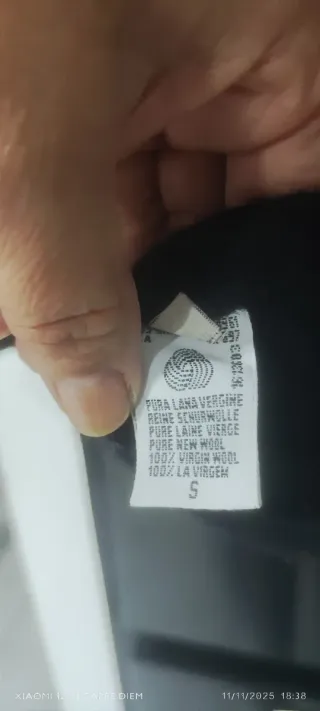 PURA LANA VERGINE
REINE SCHURWOLLE
PURE LAINE VIERGE
PURE NEW WOOL
100% VIRGIN WOOL
100% LA VIRGEM
S
11/11/2025 18:38